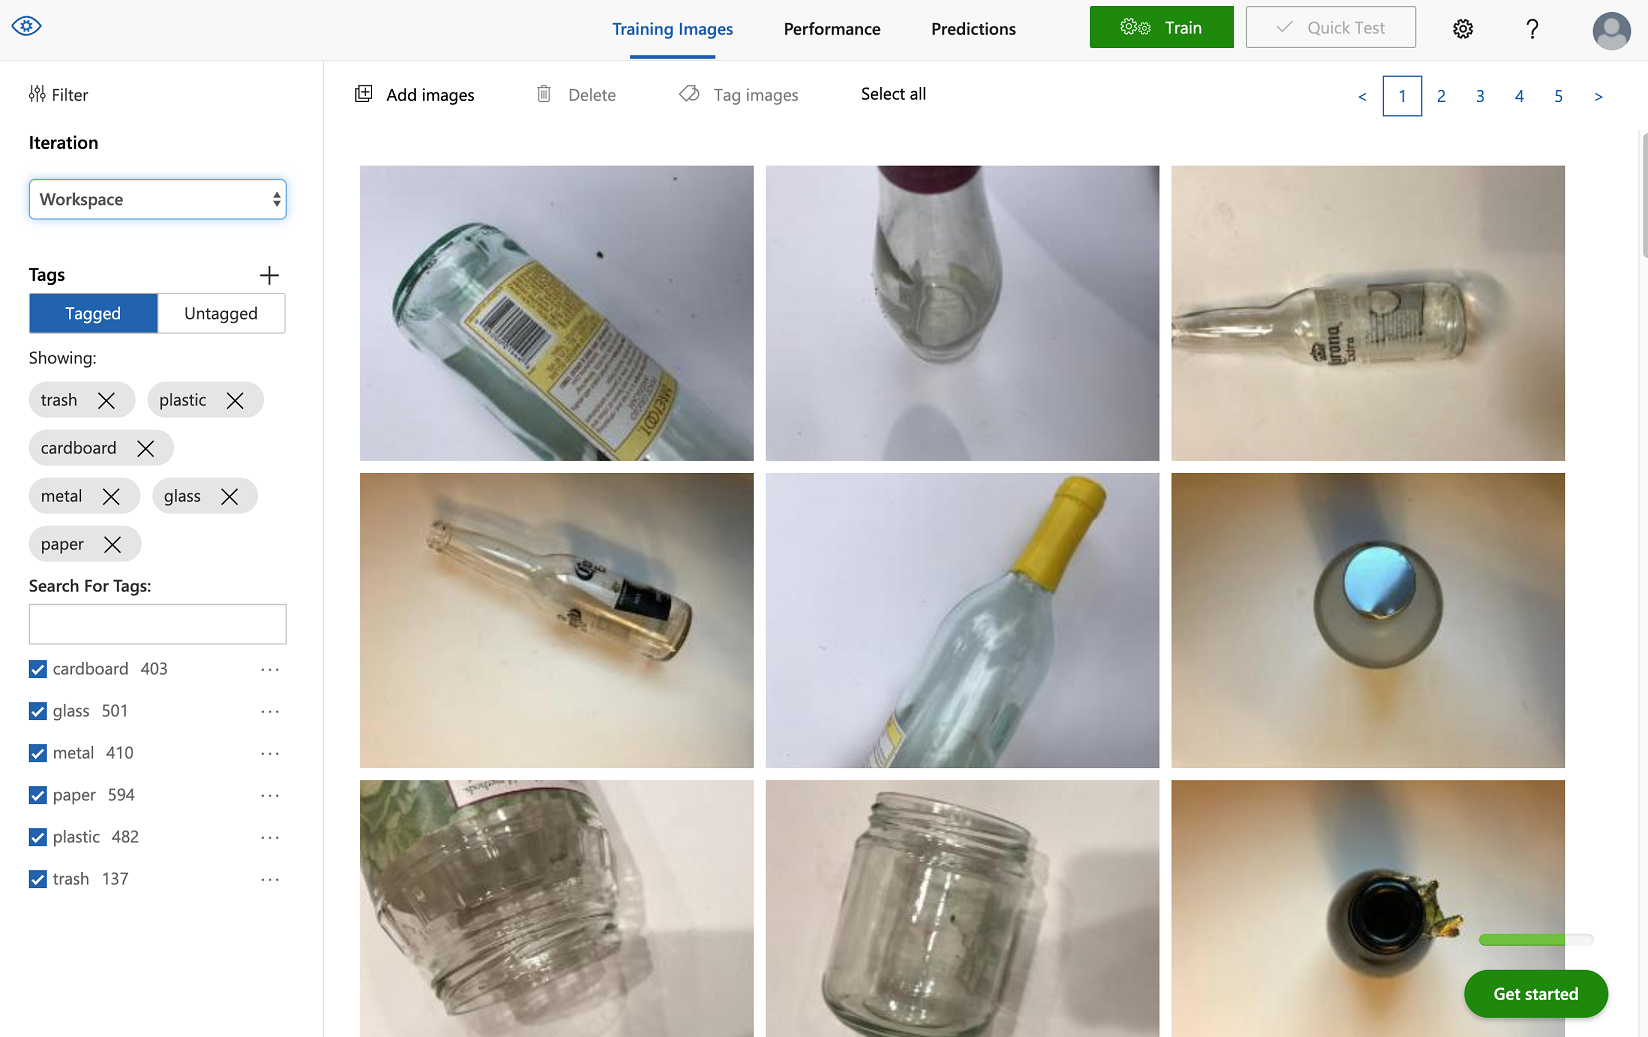 Training Images
Performance
Predictions
Train
Quick Test
?
Filter
Add images
Delete
Tag images
Select all
< 1 2 3 4 5 >
Iteration
Workspace
Tags
Tagged
Untagged
Showing:
trash
plastic
cardboard
metal
glass
paper
Search For Tags:
cardboard 403 ...
glass 501 ...
metal 410 ...
paper 594 ...
plastic 482 ...
trash 137 ...
Get started